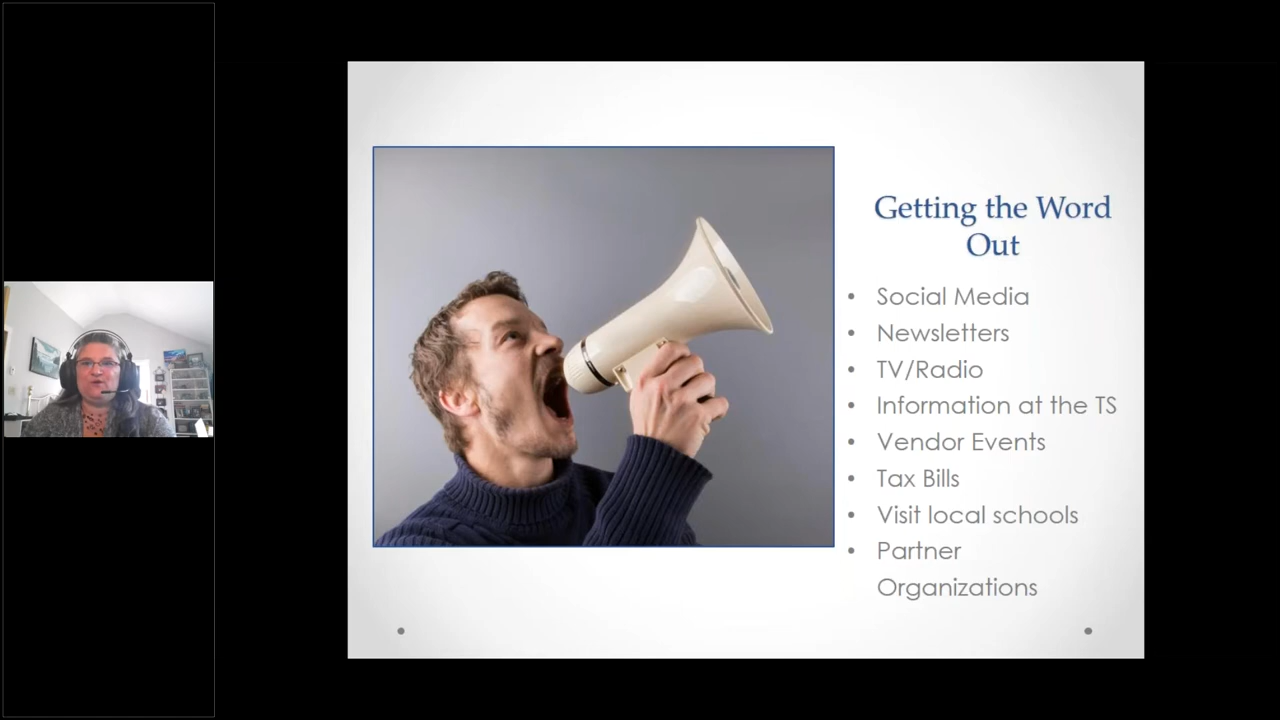 Getting the Word
Out
• Social Media
• Newsletters
• TV/Radio
• Information at the TS
• Vendor Events
• Tax Bills
• Visit local schools
• Partner
Organizations